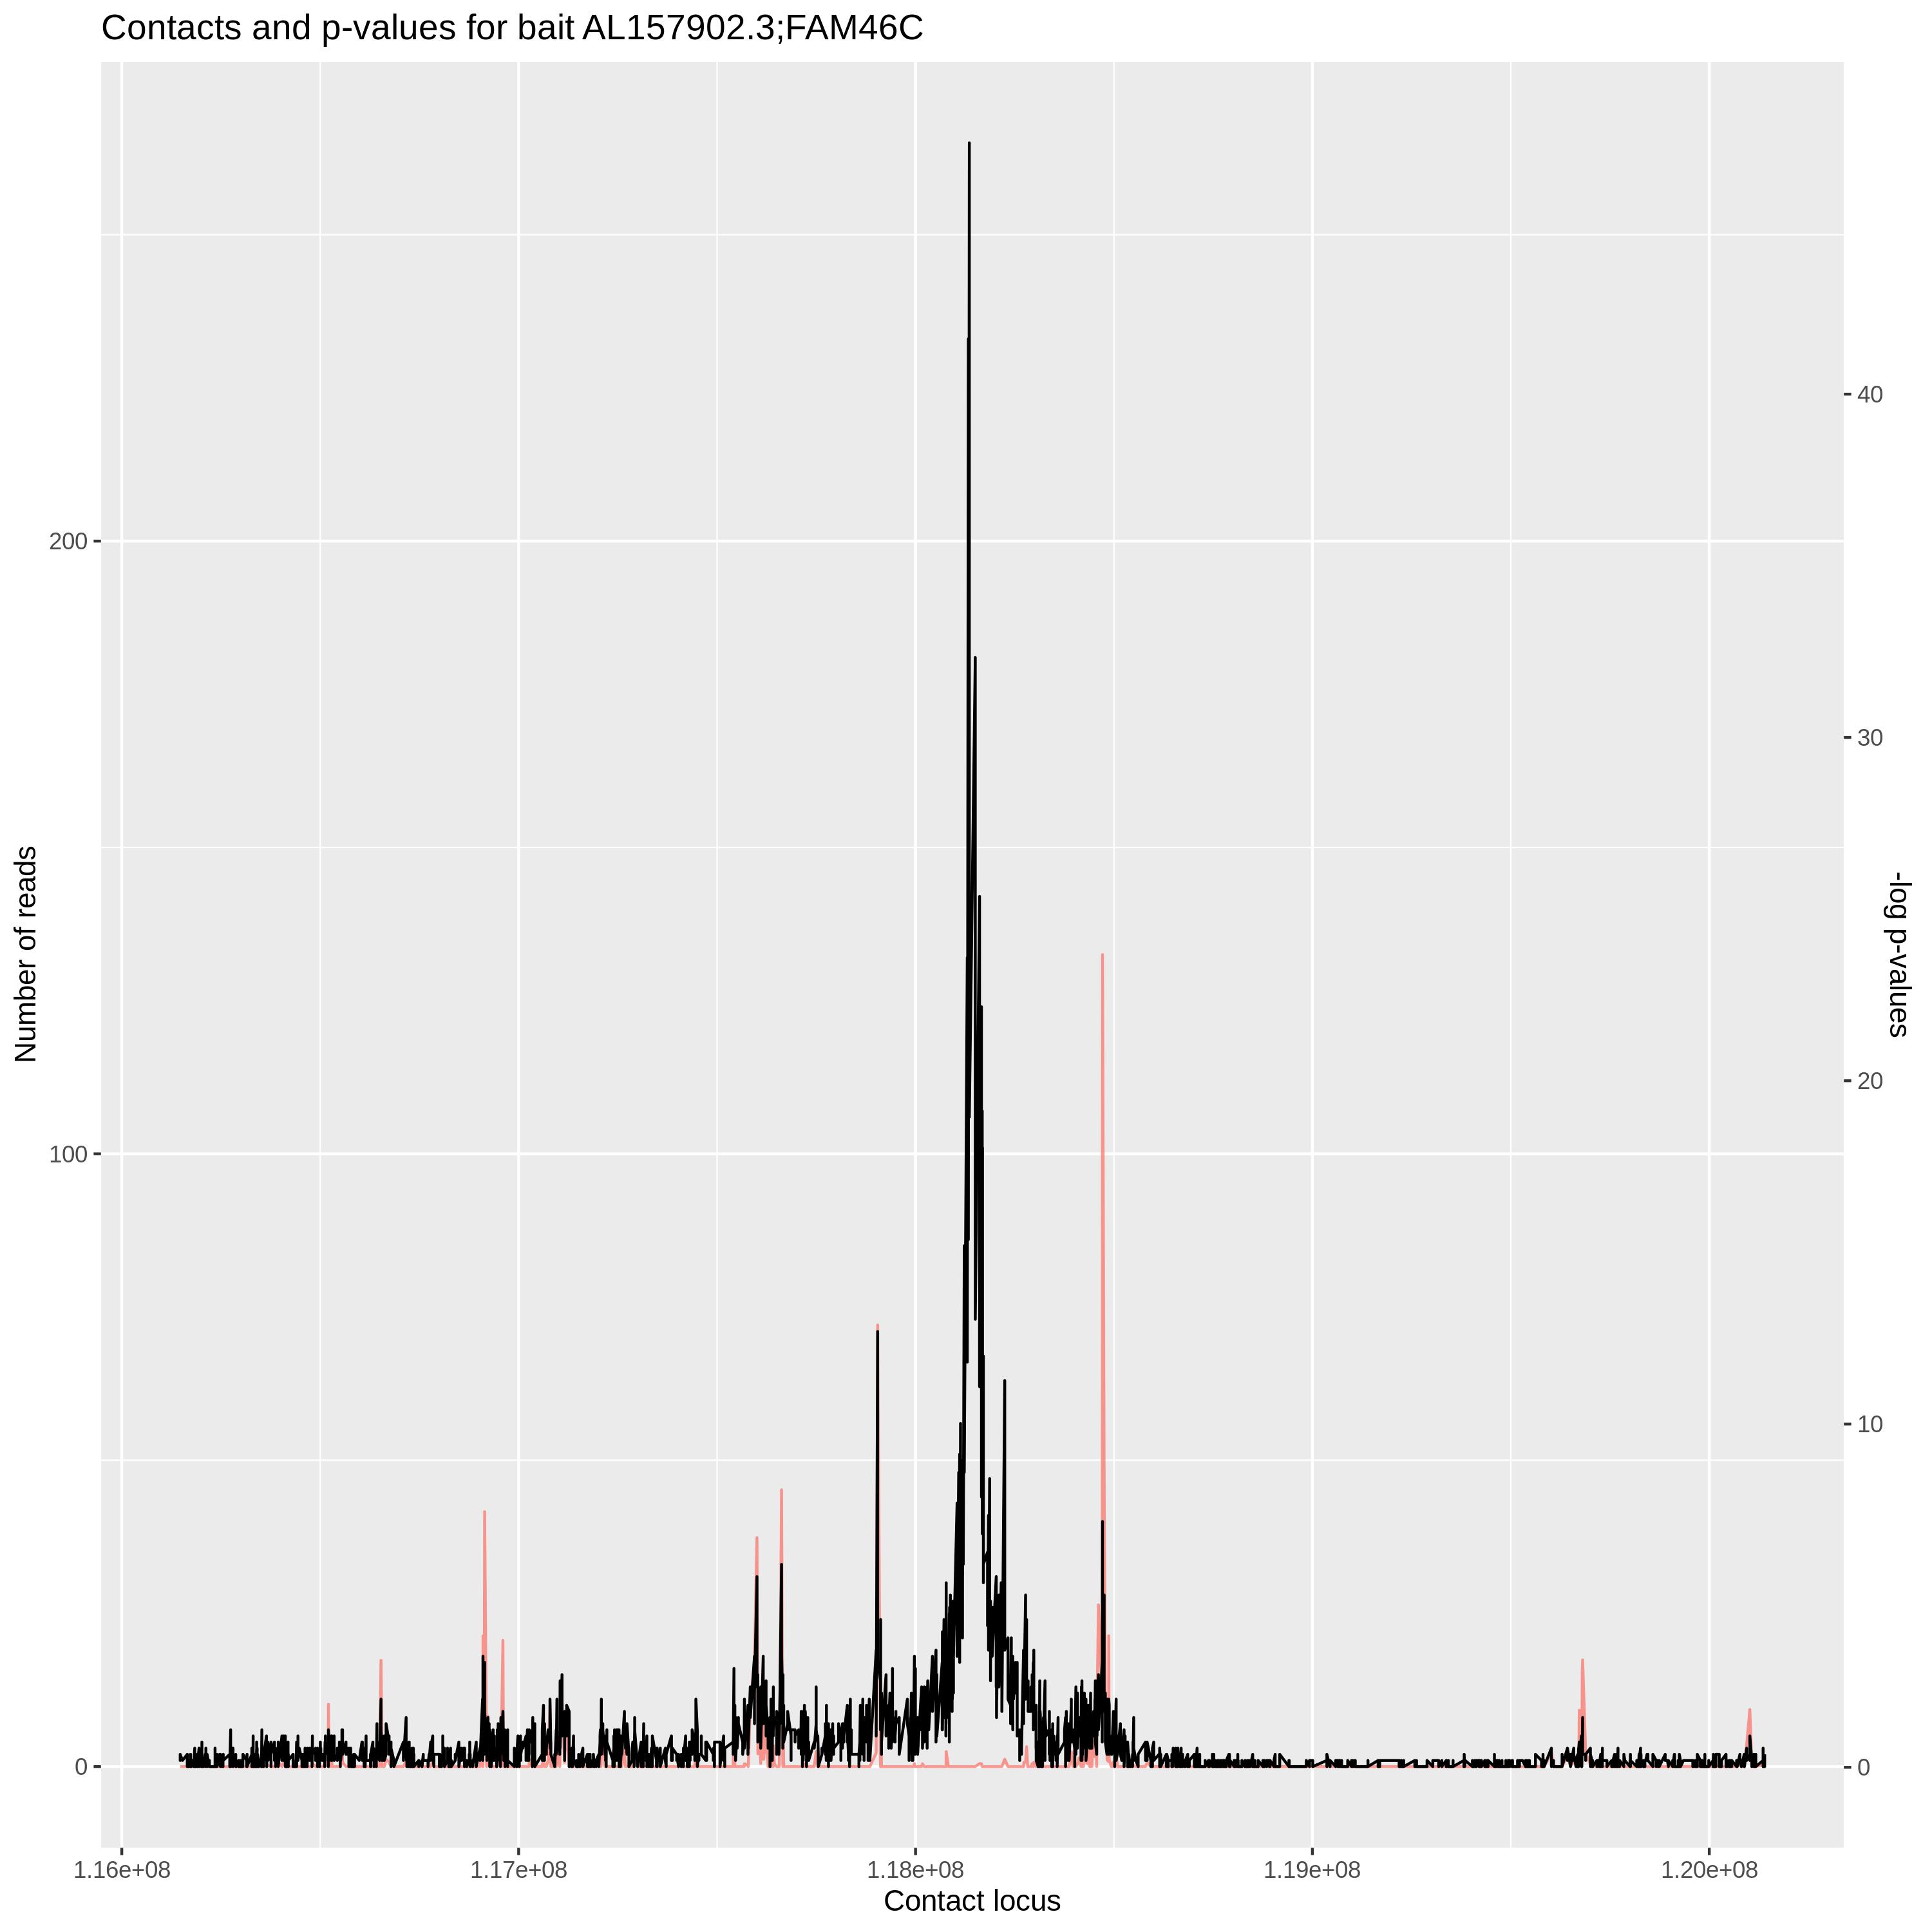 Contacts and p-values for bait AL157902.3;FAM46C
Number of reads
200
100
0
40
30
20
10
0
-log p-values
1.16e+08
1.17e+08
1.18e+08
1.19e+08
1.20e+08
Contact locus